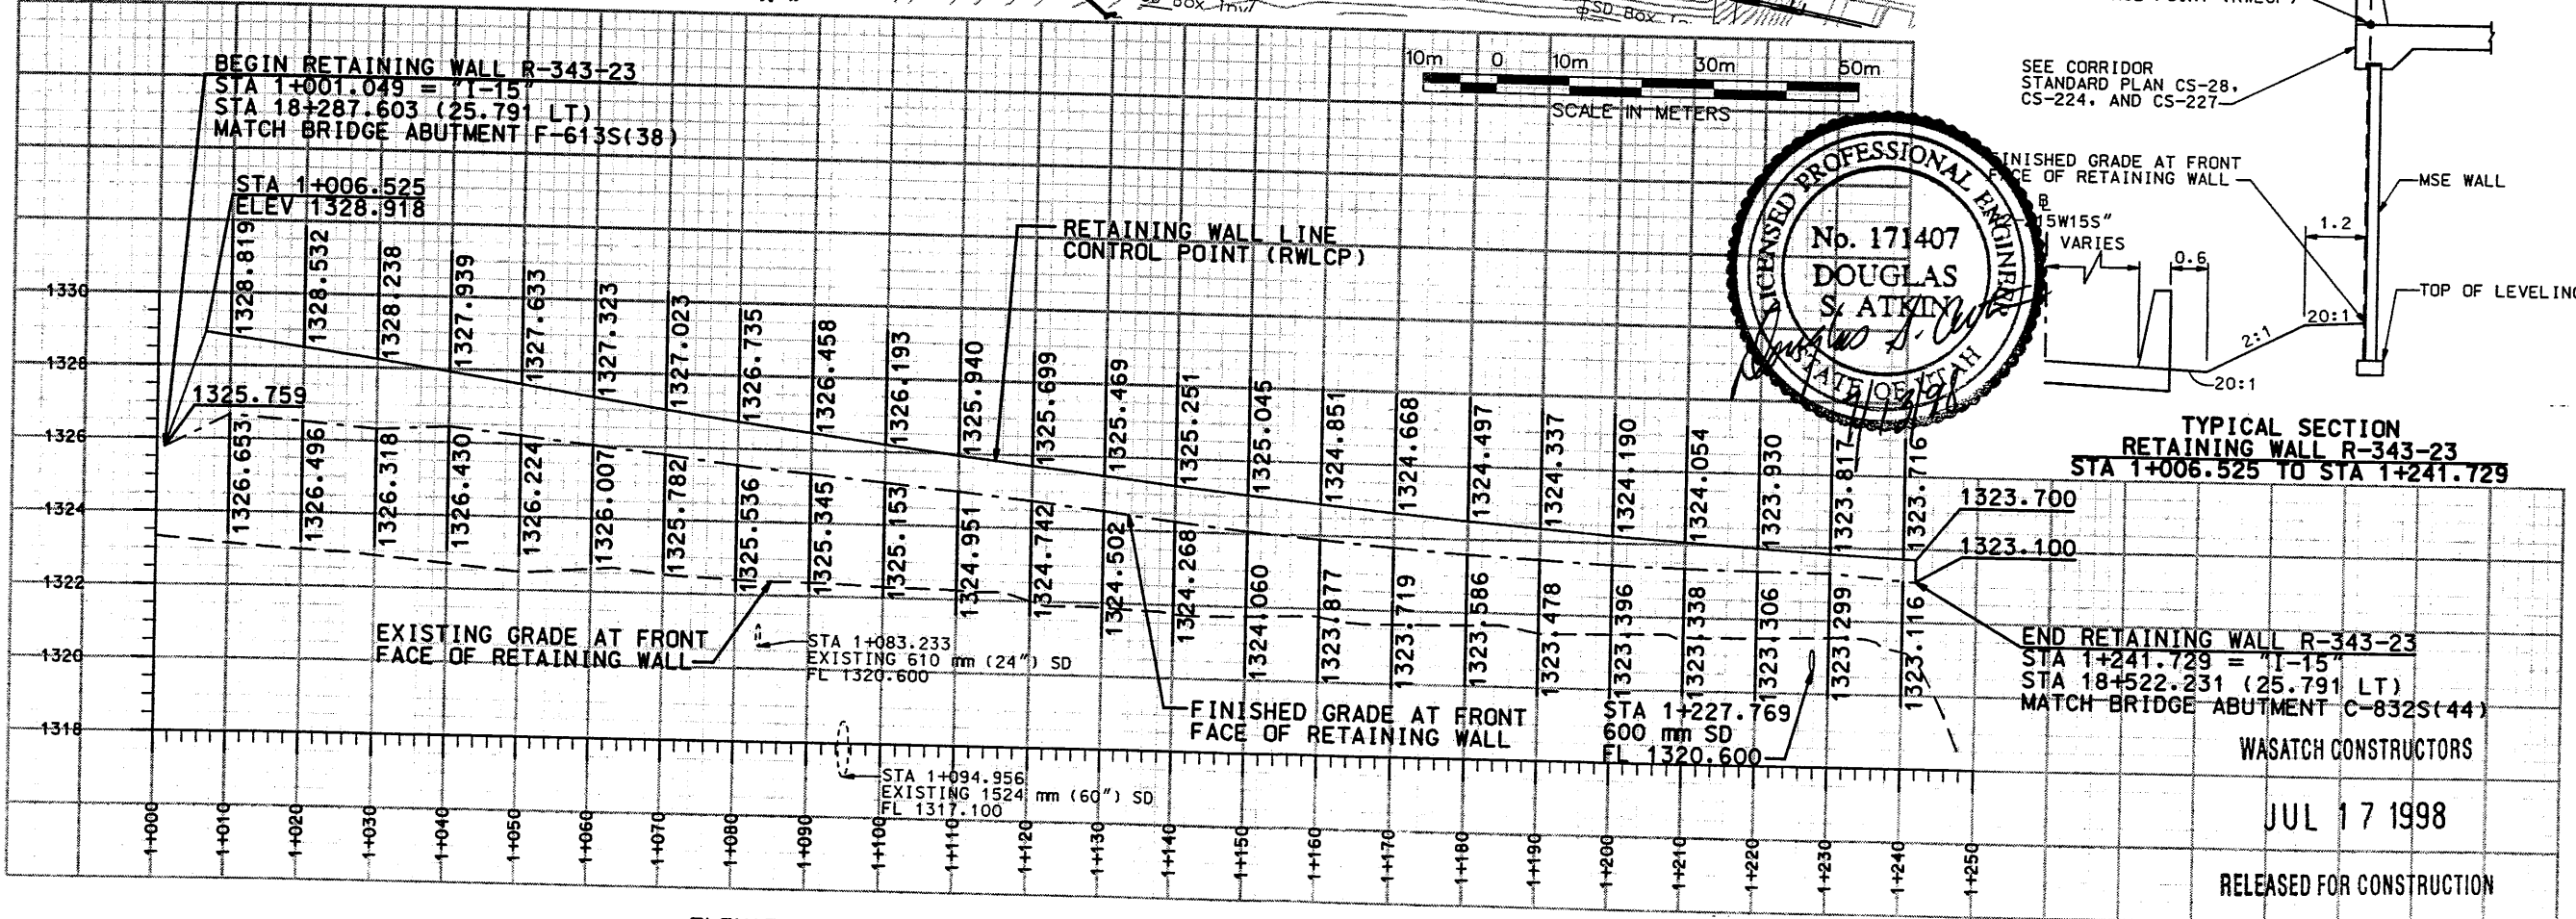 SD Box Inv
SD Box
BEGIN RETAINING WALL R-343-23
STA 1+001.049 = "I-15"
STA 18+287.603 (25.791 LT)
MATCH BRIDGE ABUTMENT F-613S(38)
STA 1+006.525
ELEV 1328.918
10m 0 10m 30m 50m
SCALE IN METERS
SEE CORRIDOR
STANDARD PLAN CS-28,
CS-224, AND CS-227
LICENSED PROFESSIONAL ENGINEER
No. 171407
DOUGLAS
S. ATKIN
STATE OF UTAH
FINISHED GRADE AT FRONT
FACE OF RETAINING WALL
MSE WALL
15W15S"
VARIES
0.6
1.2
20:1
2:1
20:1
TOP OF LEVELING
TYPICAL SECTION
RETAINING WALL R-343-23
STA 1+006.525 TO STA 1+241.729
RETAINING WALL LINE
CONTROL POINT (RWLCP)
1330
1328
1326
1324
1322
1320
1318
1325.759
1328.819
1328.532
1328.238
1327.939
1327.633
1327.323
1327.023
1326.735
1326.458
1326.193
1325.940
1325.699
1325.469
1325.251
1325.045
1324.851
1324.668
1324.497
1324.337
1324.190
1324.054
1323.930
1323.817
1323.716
1323.700
1323.100
1326.653
1326.496
1326.318
1326.430
1326.224
1326.007
1325.782
1325.536
1325.345
1325.153
1324.951
1324.742
1324.502
1324.268
1324.060
1323.877
1323.719
1323.586
1323.478
1323.396
1323.338
1323.306
1323.299
1323.116
EXISTING GRADE AT FRONT
FACE OF RETAINING WALL
STA 1+083.233
EXISTING 610 mm (24") SD
FL 1320.600
FINISHED GRADE AT FRONT
FACE OF RETAINING WALL
STA 1+227.769
600 mm SD
FL 1320.600
END RETAINING WALL R-343-23
STA 1+241.729 = "I-15"
STA 18+522.231 (25.791 LT)
MATCH BRIDGE ABUTMENT C-832S(44)
STA 1+094.956
EXISTING 1524 mm (60") SD
FL 1317.100
WASATCH CONSTRUCTORS
JUL 17 1998
RELEASED FOR CONSTRUCTION
1+000
1+010
1+020
1+030
1+040
1+050
1+060
1+070
1+080
1+090
1+100
1+110
1+120
1+130
1+140
1+150
1+160
1+170
1+180
1+190
1+200
1+210
1+220
1+230
1+240
1+250